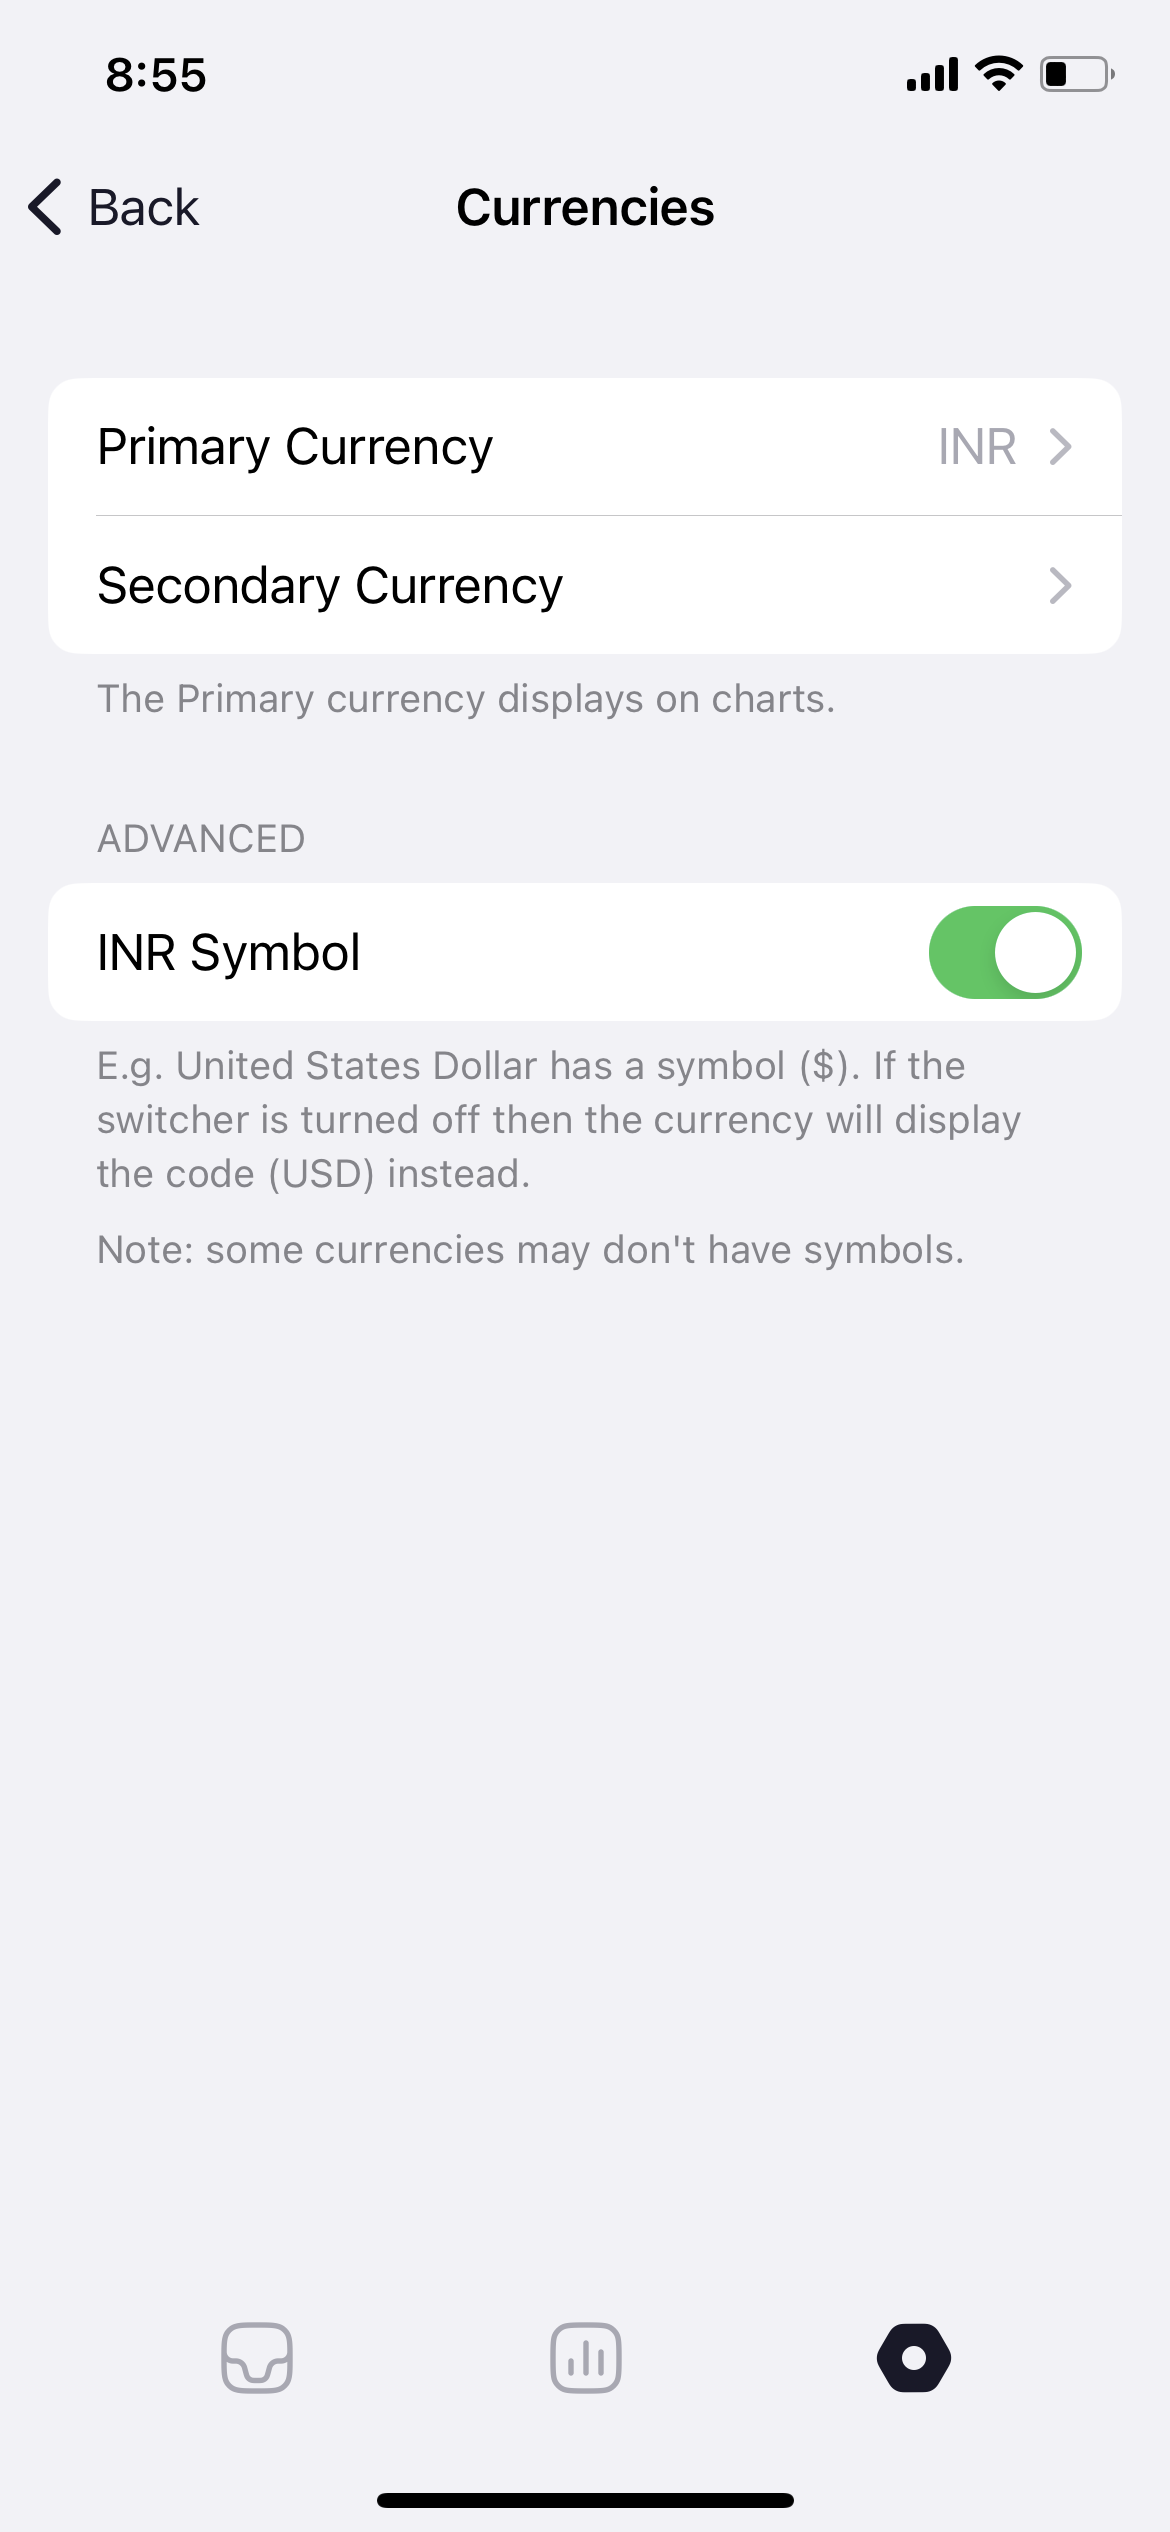 8:55
Back
Currencies
Primary Currency
INR
Secondary Currency
The Primary currency displays on charts.
ADVANCED
INR Symbol
E.g. United States Dollar has a symbol ($). If the
switcher is turned off then the currency will display
the code (USD) instead.
Note: some currencies may don't have symbols.